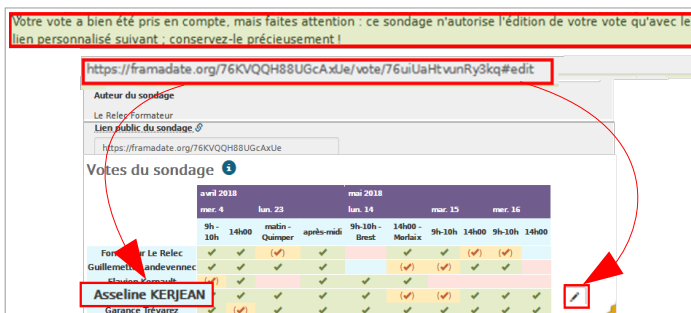 Votre vote a bien été pris en compte, mais faites attention : ce sondage n'autorise l'édition de votre vote qu'avec le
lien personnalisé suivant ; conservez-le précieusement !
https://framadate.org/76KVQQH88UGcAxUe/vote/76uiUaHtvunRy3kq#edit
Auteur du sondage
Le Relec Formateur
Lien public du sondage
https://framadate.org/76KVQQH88UGcAxUe
Votes du sondage
avril 2018 mai 2018
mer. 4 lun. 23 lun. 14 mar. 15 mer. 16
9h - 10h 14h00 matin - Quimper après-midi 9h-10h - Brest 14h00 - Morlaix 9h-10h 14h00 9h-10h 14h00
Le Relec
Guillemette Landevennec
Flavien Kernault
Asseline KERJEAN
Garance Trévarez